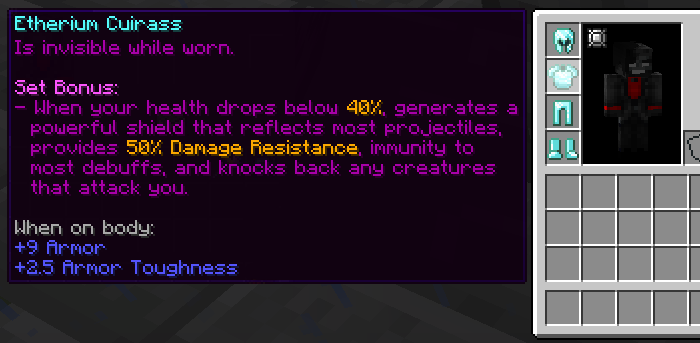 Etherium Cuirass
Is invisible while worn.
Set Bonus:
- When your health drops below 40%, generates a
powerful shield that reflects most projectiles,
provides 50% Damage Resistance, immunity to
most debuffs, and knocks back any creatures
that attack you.
When on body:
+9 Armor
+2.5 Armor Toughness